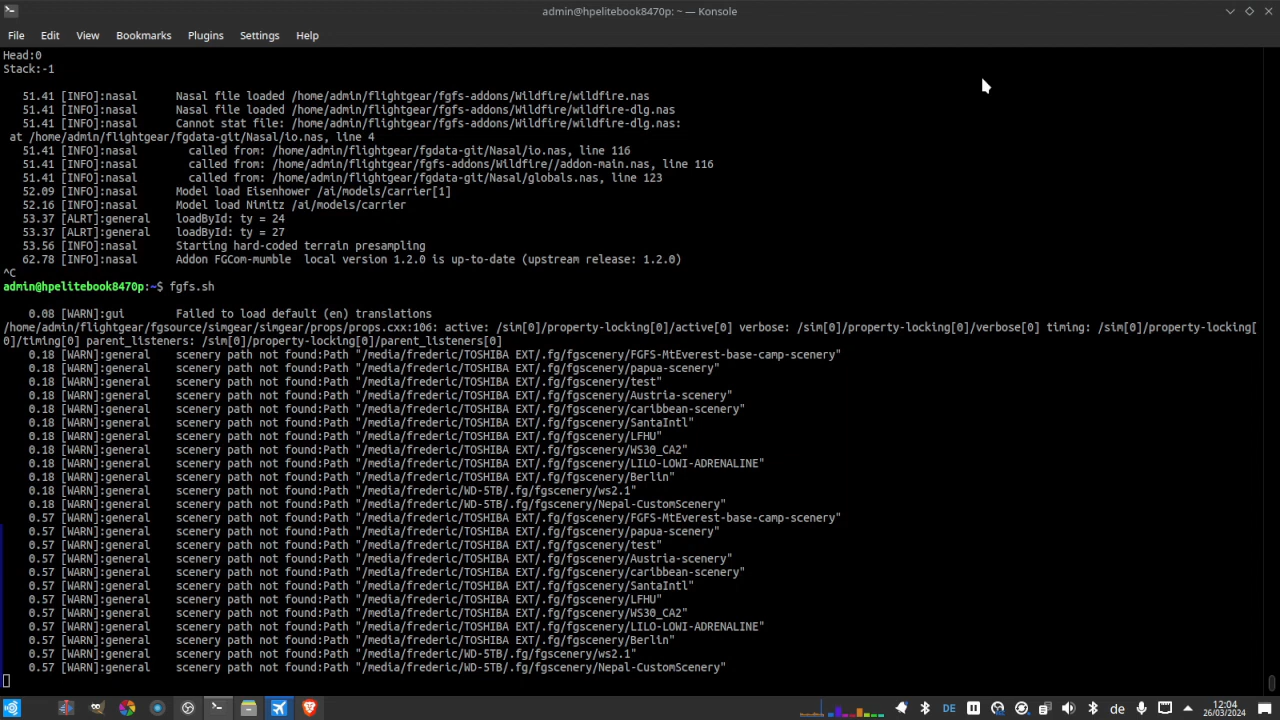 admin@hpelitebook8470p: ~ — Konsole
File Edit View Bookmarks Plugins Settings Help
Head:0
Stack:-1
51.41 [INFO]:nasal Nasal file loaded /home/admin/flightgear/fgfs-addons/Wildfire/wildfire.nas
51.41 [INFO]:nasal Nasal file loaded /home/admin/flightgear/fgfs-addons/Wildfire/wildfire-dlg.nas
51.41 [INFO]:nasal Cannot stat file: /home/admin/flightgear/fgfs-addons/Wildfire/wildfire-dlg.nas:
at /home/admin/flightgear/fgdata-git/Nasal/io.nas, line 4
51.41 [INFO]:nasal called from: /home/admin/flightgear/fgdata-git/Nasal/io.nas, line 116
51.41 [INFO]:nasal called from: /home/admin/flightgear/fgfs-addons/Wildfire//addon-main.nas, line 116
51.41 [INFO]:nasal called from: /home/admin/flightgear/fgdata-git/Nasal/globals.nas, line 123
52.09 [INFO]:nasal Model load Eisenhower /ai/models/carrier[1]
52.16 [INFO]:nasal Model load Nimitz /ai/models/carrier
53.37 [ALRT]:general loadById: ty = 24
53.37 [ALRT]:general loadById: ty = 27
53.56 [INFO]:nasal Starting hard-coded terrain presampling
62.78 [INFO]:nasal Addon FGCom-mumble local version 1.2.0 is up-to-date (upstream release: 1.2.0)
^C
admin@hpelitebook8470p:~$ fgfs.sh
0.08 [WARN]:gui Failed to load default (en) translations
/home/admin/flightgear/fgsource/simgear/simgear/props/props.cxx:106: active: /sim[0]/property-locking[0]/active[0] verbose: /sim[0]/property-locking[0]/verbose[0] timing: /sim[0]/property-locking[
0]/timing[0] parent_listeners: /sim[0]/property-locking[0]/parent_listeners[0]
0.18 [WARN]:general scenery path not found:Path "/media/frederic/TOSHIBA EXT/.fg/fgscenery/FGFS-MtEverest-base-camp-scenery"
0.18 [WARN]:general scenery path not found:Path "/media/frederic/TOSHIBA EXT/.fg/fgscenery/papua-scenery"
0.18 [WARN]:general scenery path not found:Path "/media/frederic/TOSHIBA EXT/.fg/fgscenery/test"
0.18 [WARN]:general scenery path not found:Path "/media/frederic/TOSHIBA EXT/.fg/fgscenery/Austria-scenery"
0.18 [WARN]:general scenery path not found:Path "/media/frederic/TOSHIBA EXT/.fg/fgscenery/caribbean-scenery"
0.18 [WARN]:general scenery path not found:Path "/media/frederic/TOSHIBA EXT/.fg/fgscenery/SantaIntl"
0.18 [WARN]:general scenery path not found:Path "/media/frederic/TOSHIBA EXT/.fg/fgscenery/LFHU"
0.18 [WARN]:general scenery path not found:Path "/media/frederic/TOSHIBA EXT/.fg/fgscenery/WS30_CA2"
0.18 [WARN]:general scenery path not found:Path "/media/frederic/TOSHIBA EXT/.fg/fgscenery/LILO-LOWI-ADRENALINE"
0.18 [WARN]:general scenery path not found:Path "/media/frederic/TOSHIBA EXT/.fg/fgscenery/Berlin"
0.18 [WARN]:general scenery path not found:Path "/media/frederic/WD-5TB/.fg/fgscenery/ws2.1"
0.18 [WARN]:general scenery path not found:Path "/media/frederic/WD-5TB/.fg/fgscenery/Nepal-CustomScenery"
0.57 [WARN]:general scenery path not found:Path "/media/frederic/TOSHIBA EXT/.fg/fgscenery/FGFS-MtEverest-base-camp-scenery"
0.57 [WARN]:general scenery path not found:Path "/media/frederic/TOSHIBA EXT/.fg/fgscenery/papua-scenery"
0.57 [WARN]:general scenery path not found:Path "/media/frederic/TOSHIBA EXT/.fg/fgscenery/test"
0.57 [WARN]:general scenery path not found:Path "/media/frederic/TOSHIBA EXT/.fg/fgscenery/Austria-scenery"
0.57 [WARN]:general scenery path not found:Path "/media/frederic/TOSHIBA EXT/.fg/fgscenery/caribbean-scenery"
0.57 [WARN]:general scenery path not found:Path "/media/frederic/TOSHIBA EXT/.fg/fgscenery/SantaIntl"
0.57 [WARN]:general scenery path not found:Path "/media/frederic/TOSHIBA EXT/.fg/fgscenery/LFHU"
0.57 [WARN]:general scenery path not found:Path "/media/frederic/TOSHIBA EXT/.fg/fgscenery/WS30_CA2"
0.57 [WARN]:general scenery path not found:Path "/media/frederic/TOSHIBA EXT/.fg/fgscenery/LILO-LOWI-ADRENALINE"
0.57 [WARN]:general scenery path not found:Path "/media/frederic/TOSHIBA EXT/.fg/fgscenery/Berlin"
0.57 [WARN]:general scenery path not found:Path "/media/frederic/WD-5TB/.fg/fgscenery/ws2.1"
0.57 [WARN]:general scenery path not found:Path "/media/frederic/WD-5TB/.fg/fgscenery/Nepal-CustomScenery"
DE de 12:04
26/03/2024